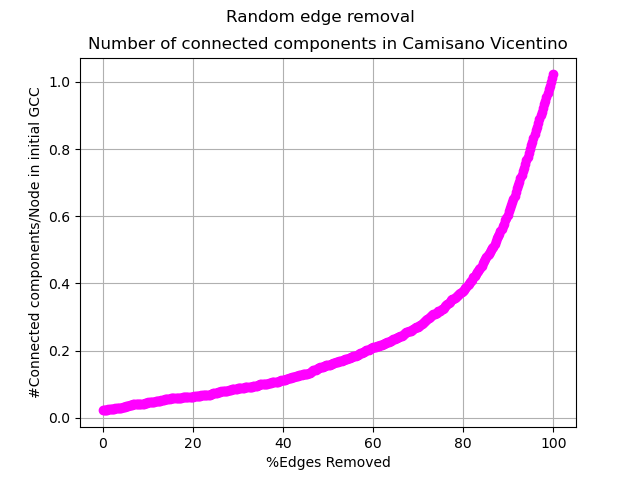 Random edge removal
Number of connected components in Camisano Vicentino
#Connected components/Node in initial GCC
1.0
0.8
0.6
0.4
0.2
0.0
0 20 40 60 80 100
%Edges Removed